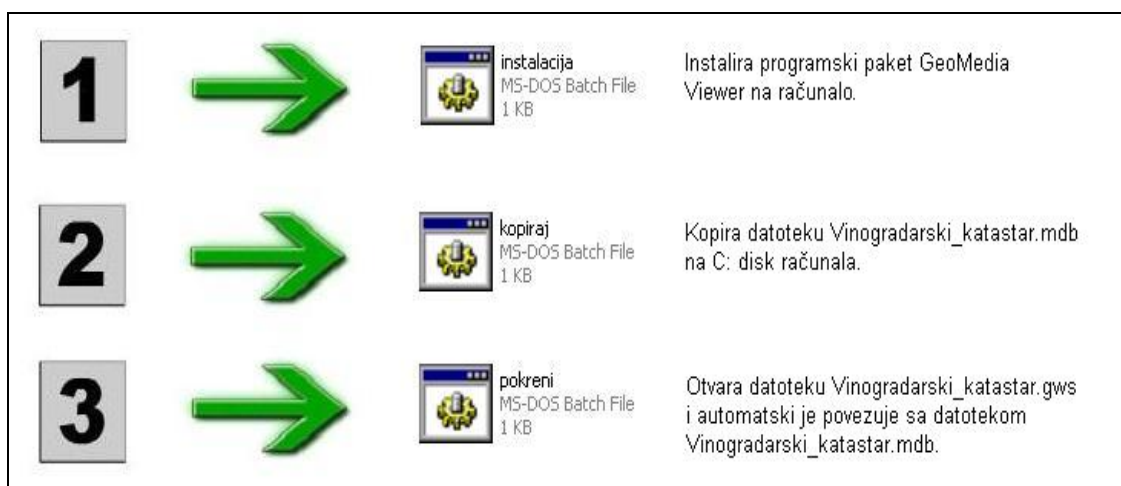 1
instalacija
MS-DOS Batch File
1 KB
Instalira programski paket GeoMedia
Viewer na računalo.
2
kopiraj
MS-DOS Batch File
1 KB
Kopira datoteku Vinogradarski_katastar.mdb
na C: disk računala.
3
pokreni
MS-DOS Batch File
1 KB
Otvara datoteku Vinogradarski_katastar.gws
i automatski je povezuje sa datotekom
Vinogradarski_katastar.mdb.